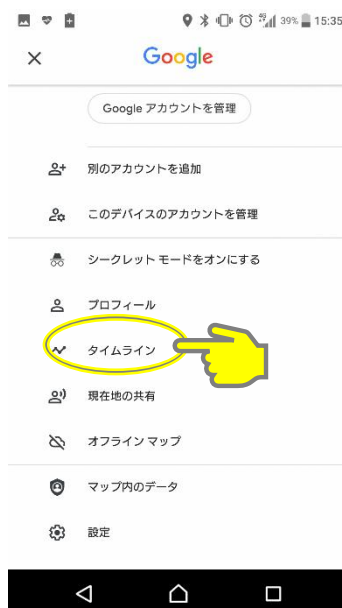 39% 15:35
Google
Google アカウントを管理
別のアカウントを追加
このデバイスのアカウントを管理
シークレット モードをオンにする
プロフィール
タイムライン
現在地の共有
オフライン マップ
マップ内のデータ
設定